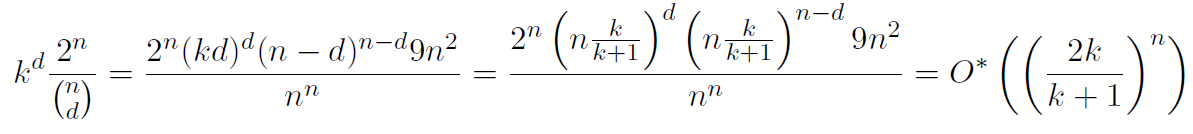 $k^d \frac{2^n}{\binom{n}{d}} = \frac{2^n (kd)^d (n-d)^{n-d} 9n^2}{n^n} = \frac{2^n \left( n\frac{k}{k+1} \right)^d \left( n\frac{k}{k+1} \right)^{n-d} 9n^2}{n^n} = O^* \left( \left( \frac{2k}{k+1} \right)^n \right)$